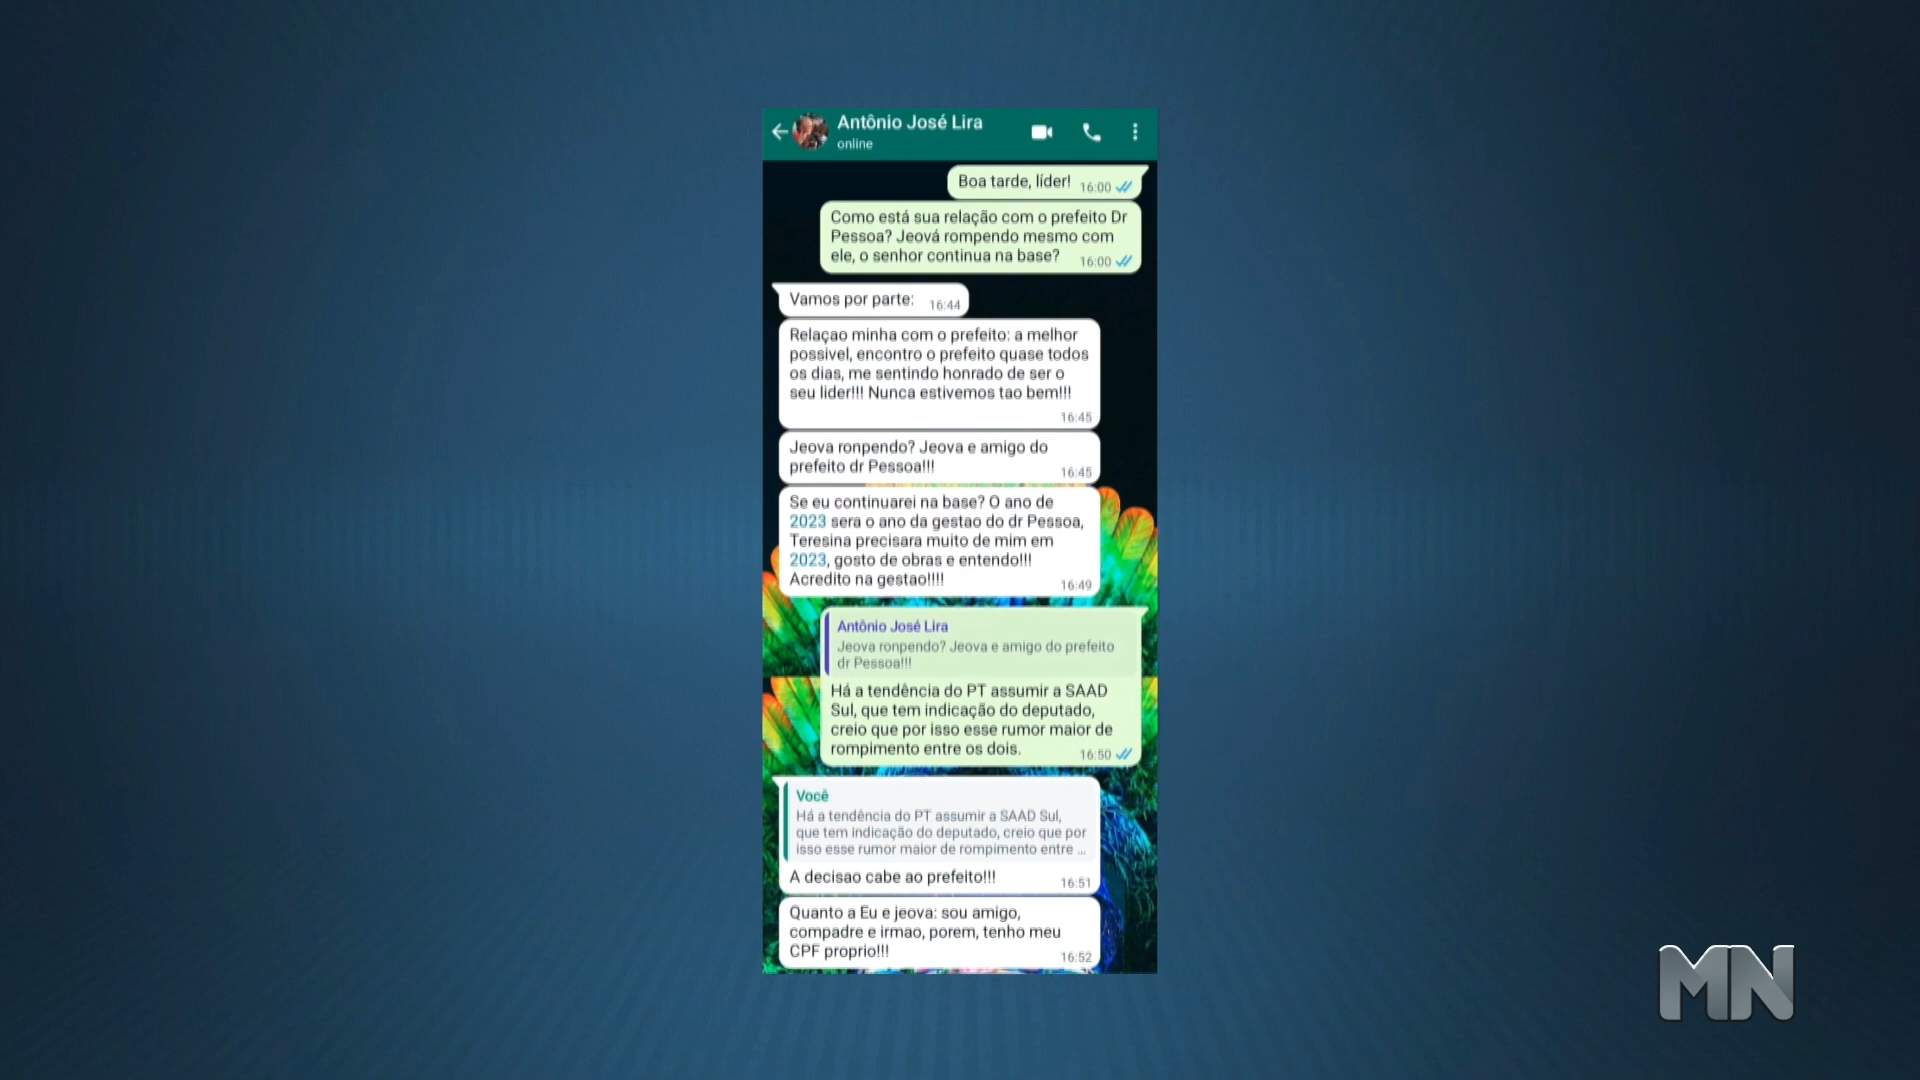 Antônio José Lira
online
Boa tarde, líder! 16:00
Como está sua relação com o prefeito Dr
Pessoa? Jeová rompendo mesmo com
ele, o senhor continua na base? 16:00
Vamos por parte: 16:44
Relaçao minha com o prefeito: a melhor
possivel, encontro o prefeito quase todos
os dias, me sentindo honrado de ser o
seu lider!!! Nunca estivemos tao bem!!!
16:45
Jeova ronpendo? Jeova e amigo do
prefeito dr Pessoa!!! 16:45
Se eu continuarei na base? O ano de
2023 sera o ano da gestao do dr Pessoa,
Teresina precisara muito de mim em
2023, gosto de obras e entendo!!!
Acredito na gestao!!!! 16:49
Antônio José Lira
Jeova ronpendo? Jeova e amigo do prefeito
dr Pessoa!!!
Há a tendência do PT assumir a SAAD
Sul, que tem indicação do deputado,
creio que por isso esse rumor maior de
rompimento entre os dois. 16:50
Você
Há a tendência do PT assumir a SAAD Sul,
que tem indicação do deputado, creio que por
isso esse rumor maior de rompimento entre ...
A decisao cabe ao prefeito!!! 16:51
Quanto a Eu e jeova: sou amigo,
compadre e irmao, porem, tenho meu
CPF proprio!!! 16:52
MN